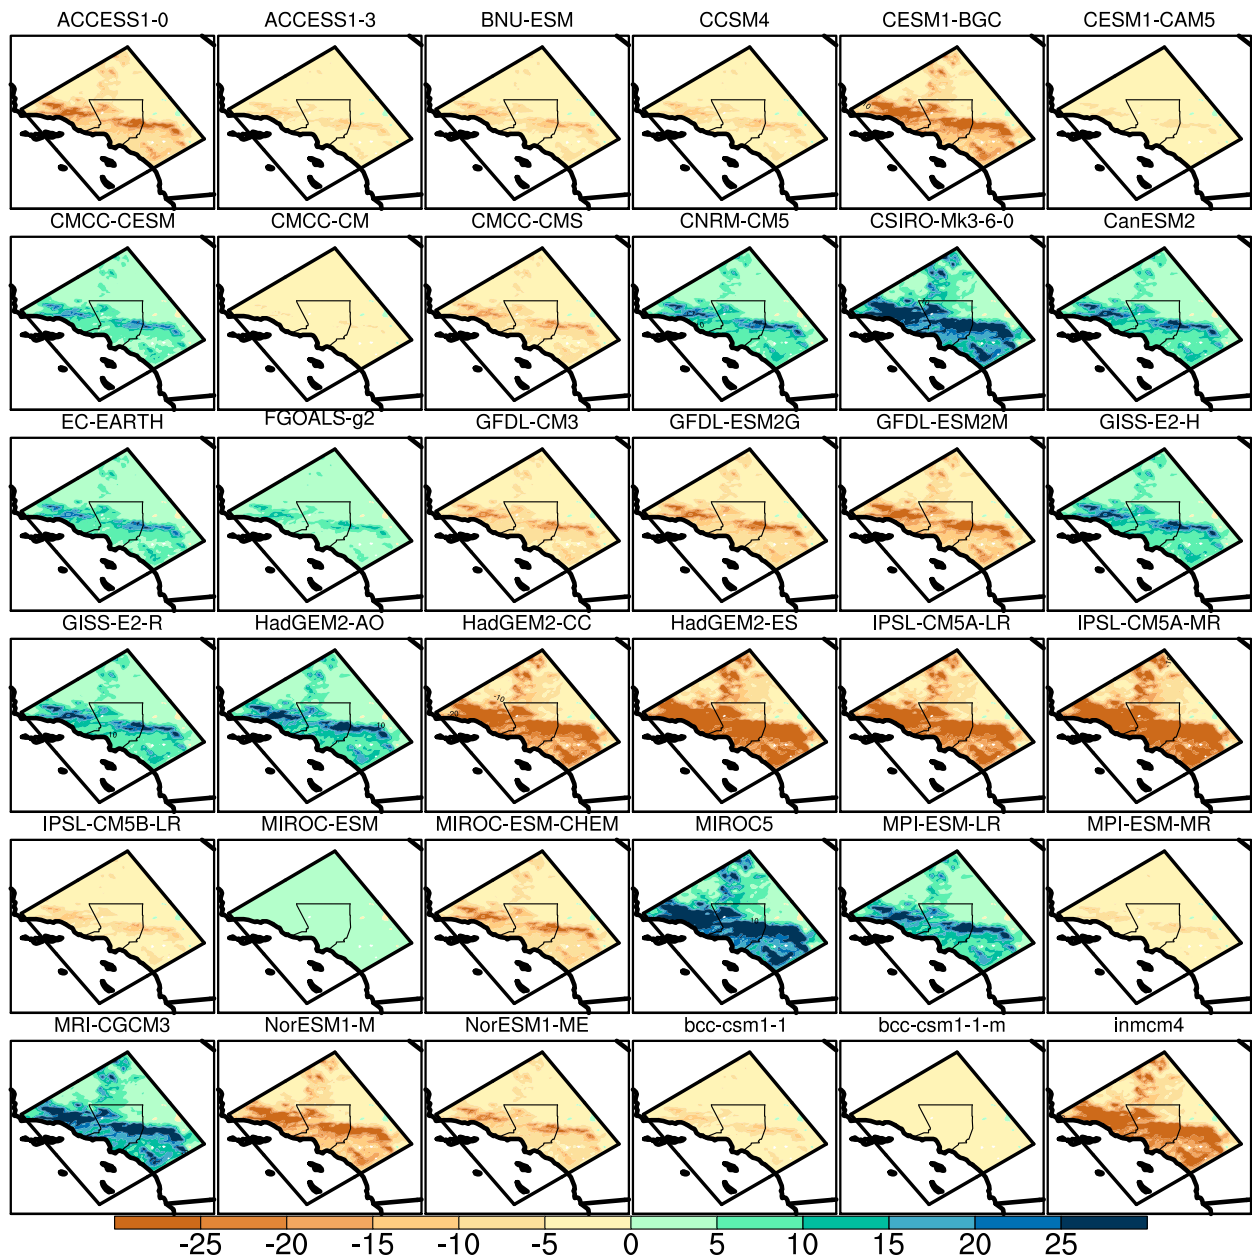 ACCESS1-0 ACCESS1-3 BNU-ESM CCSM4 CESM1-BGC CESM1-CAM5
CMCC-CESM CMCC-CM CMCC-CMS CNRM-CM5 CSIRO-Mk3-6-0 CanESM2
EC-EARTH FGOALS-g2 GFDL-CM3 GFDL-ESM2G GFDL-ESM2M GISS-E2-H
GISS-E2-R HadGEM2-AO HadGEM2-CC HadGEM2-ES IPSL-CM5A-LR IPSL-CM5A-MR
-10
-20
10
10
IPSL-CM5B-LR MIROC-ESM MIROC-ESM-CHEM MIROC5 MPI-ESM-LR MPI-ESM-MR
MRI-CGCM3 NorESM1-M NorESM1-ME bcc-csm1-1 bcc-csm1-1-m inmcm4
-25 -20 -15 -10 -5 0 5 10 15 20 25